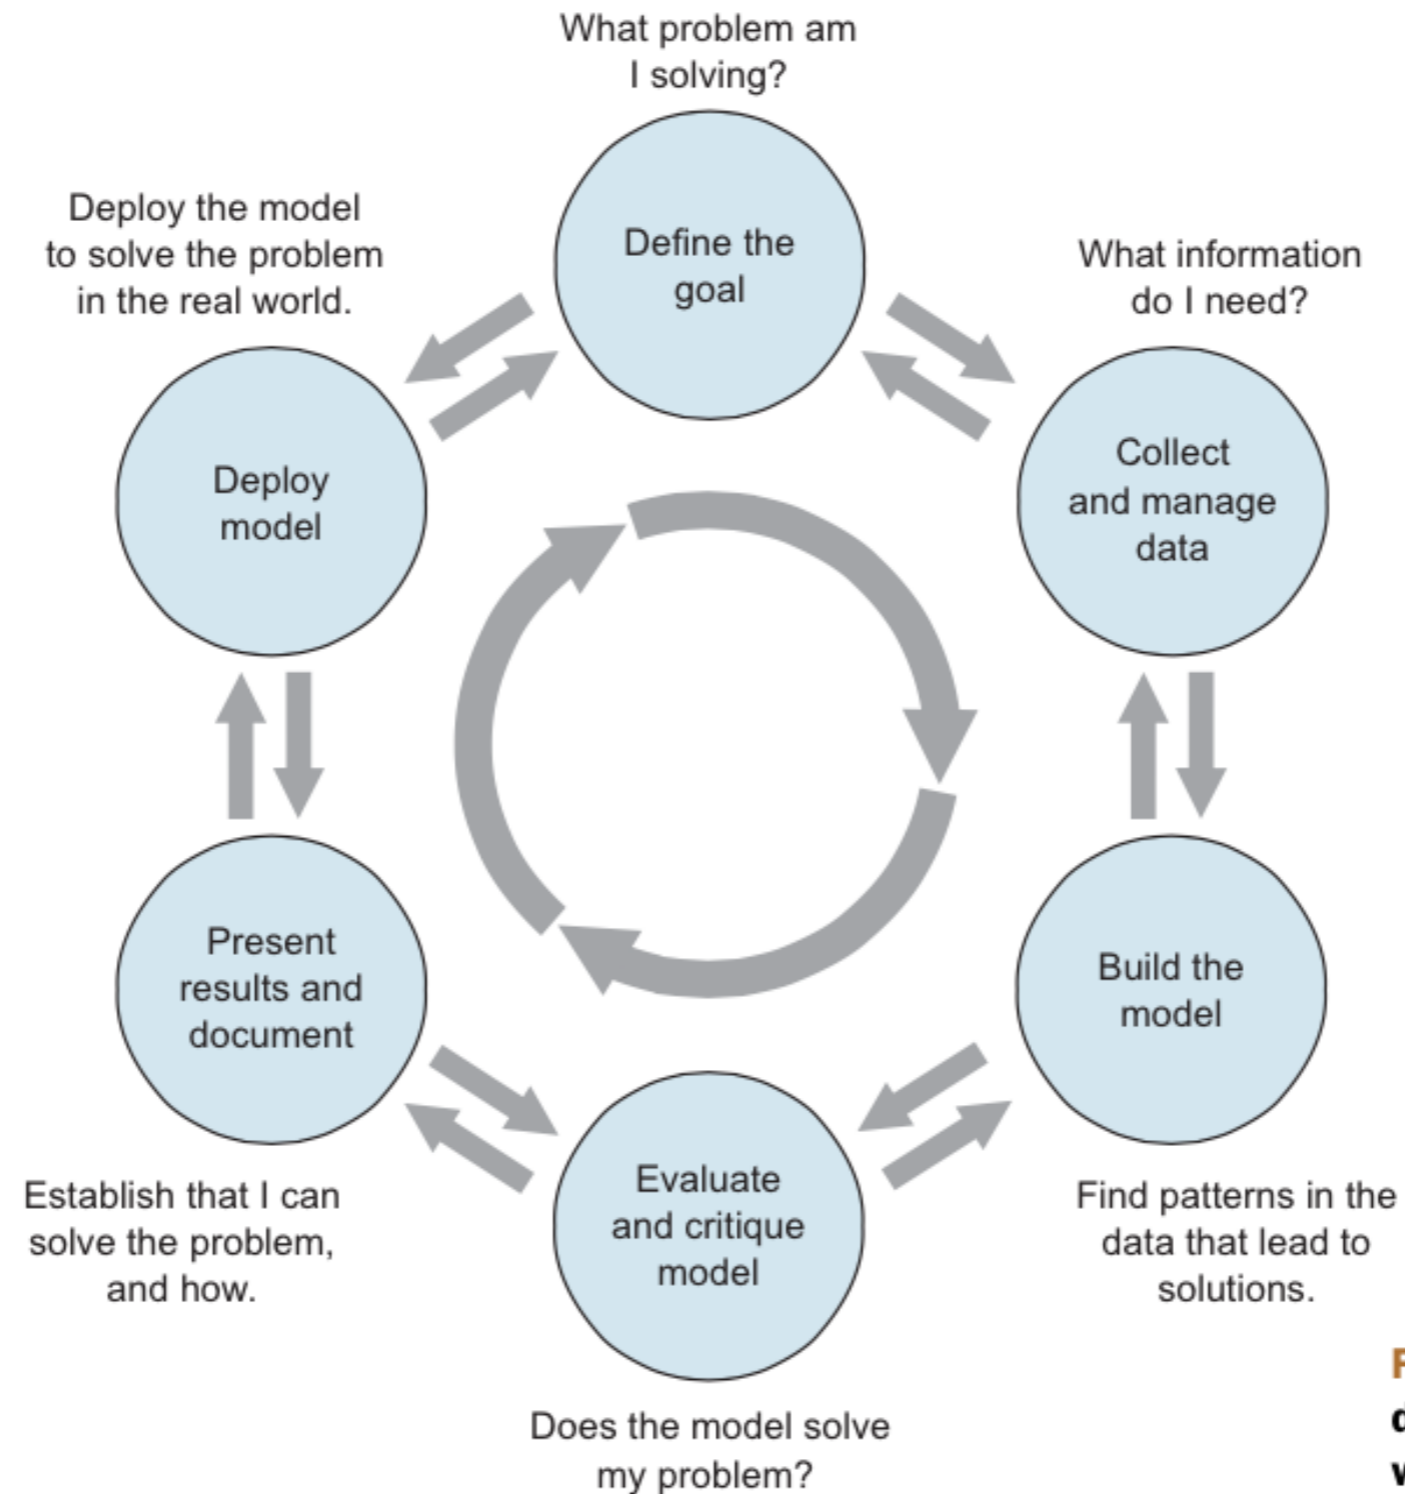 What problem am
I solving?
Define the
goal
What information
do I need?
Collect
and manage
data
Build the
model
Find patterns in the
data that lead to
solutions.
Evaluate
and critique
model
Does the model solve
my problem?
Present
results and
document
Establish that I can
solve the problem,
and how.
Deploy the model
to solve the problem
in the real world.
Deploy
model